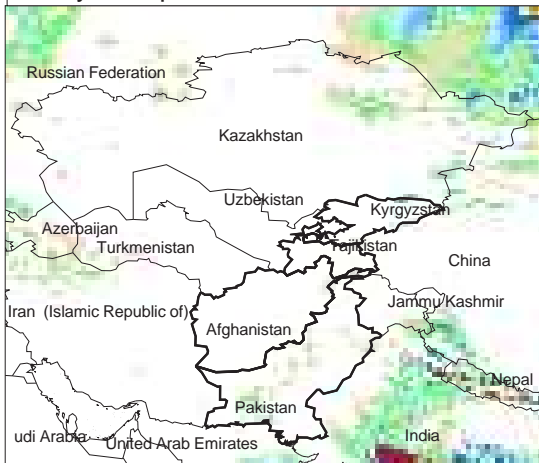 Russian Federation
Kazakhstan
Uzbekistan
Kyrgyzstan
Azerbaijan
Turkmenistan
Tajikistan
China
Iran (Islamic Republic of)
Jammu Kashmir
Afghanistan
Nepal
Pakistan
udi Arabia
United Arab Emirates
India